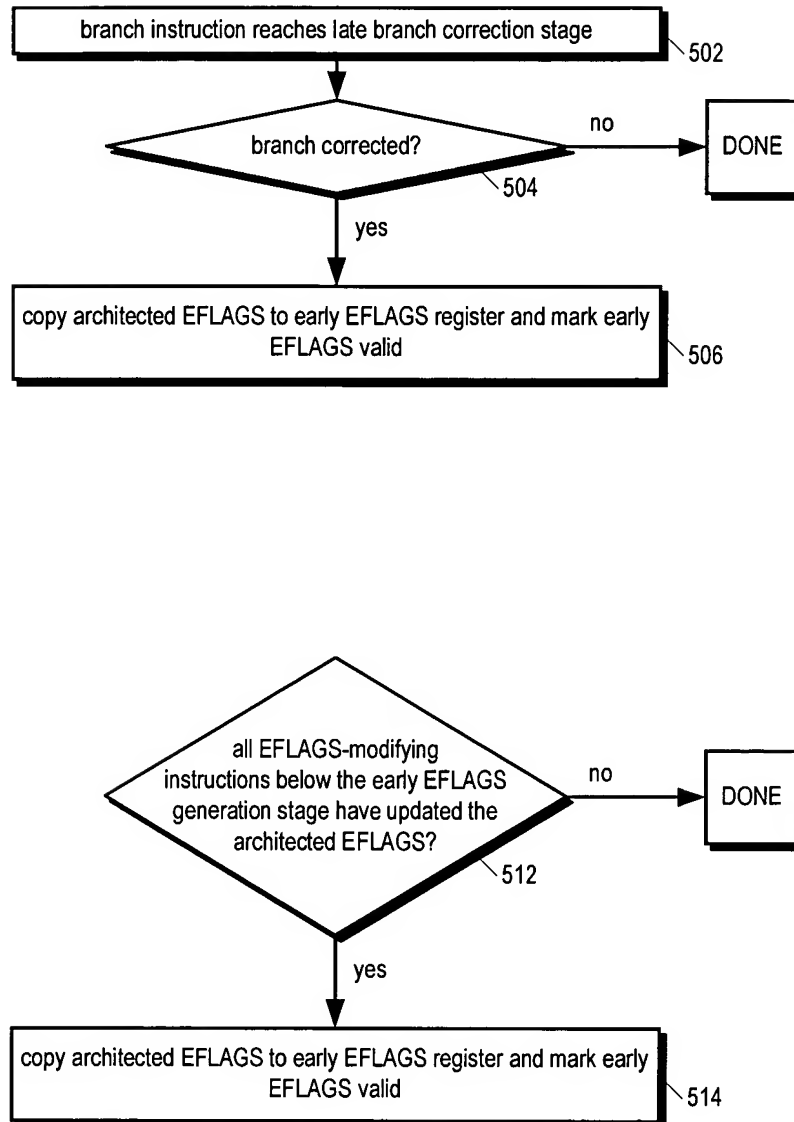 branch instruction reaches late branch correction stage
502
branch corrected?
no
DONE
504
yes
copy architected EFLAGS to early EFLAGS register and mark early
EFLAGS valid
506
all EFLAGS-modifying
instructions below the early EFLAGS
generation stage have updated the
architected EFLAGS?
no
DONE
512
yes
copy architected EFLAGS to early EFLAGS register and mark early
EFLAGS valid
514